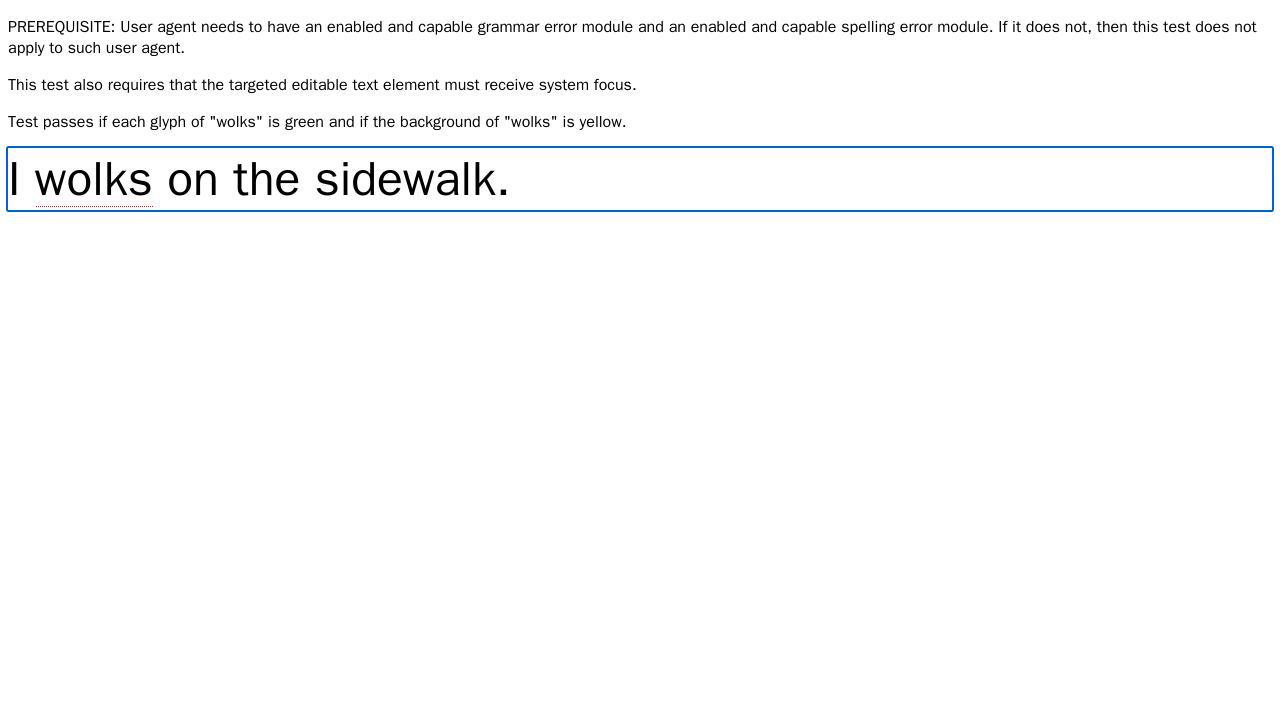 PREREQUISITE: User agent needs to have an enabled and capable grammar error module and an enabled and capable spelling error module. If it does not, then this test does not
apply to such user agent.
This test also requires that the targeted editable text element must receive system focus.
Test passes if each glyph of "wolks" is green and if the background of "wolks" is yellow.
I wolks on the sidewalk.